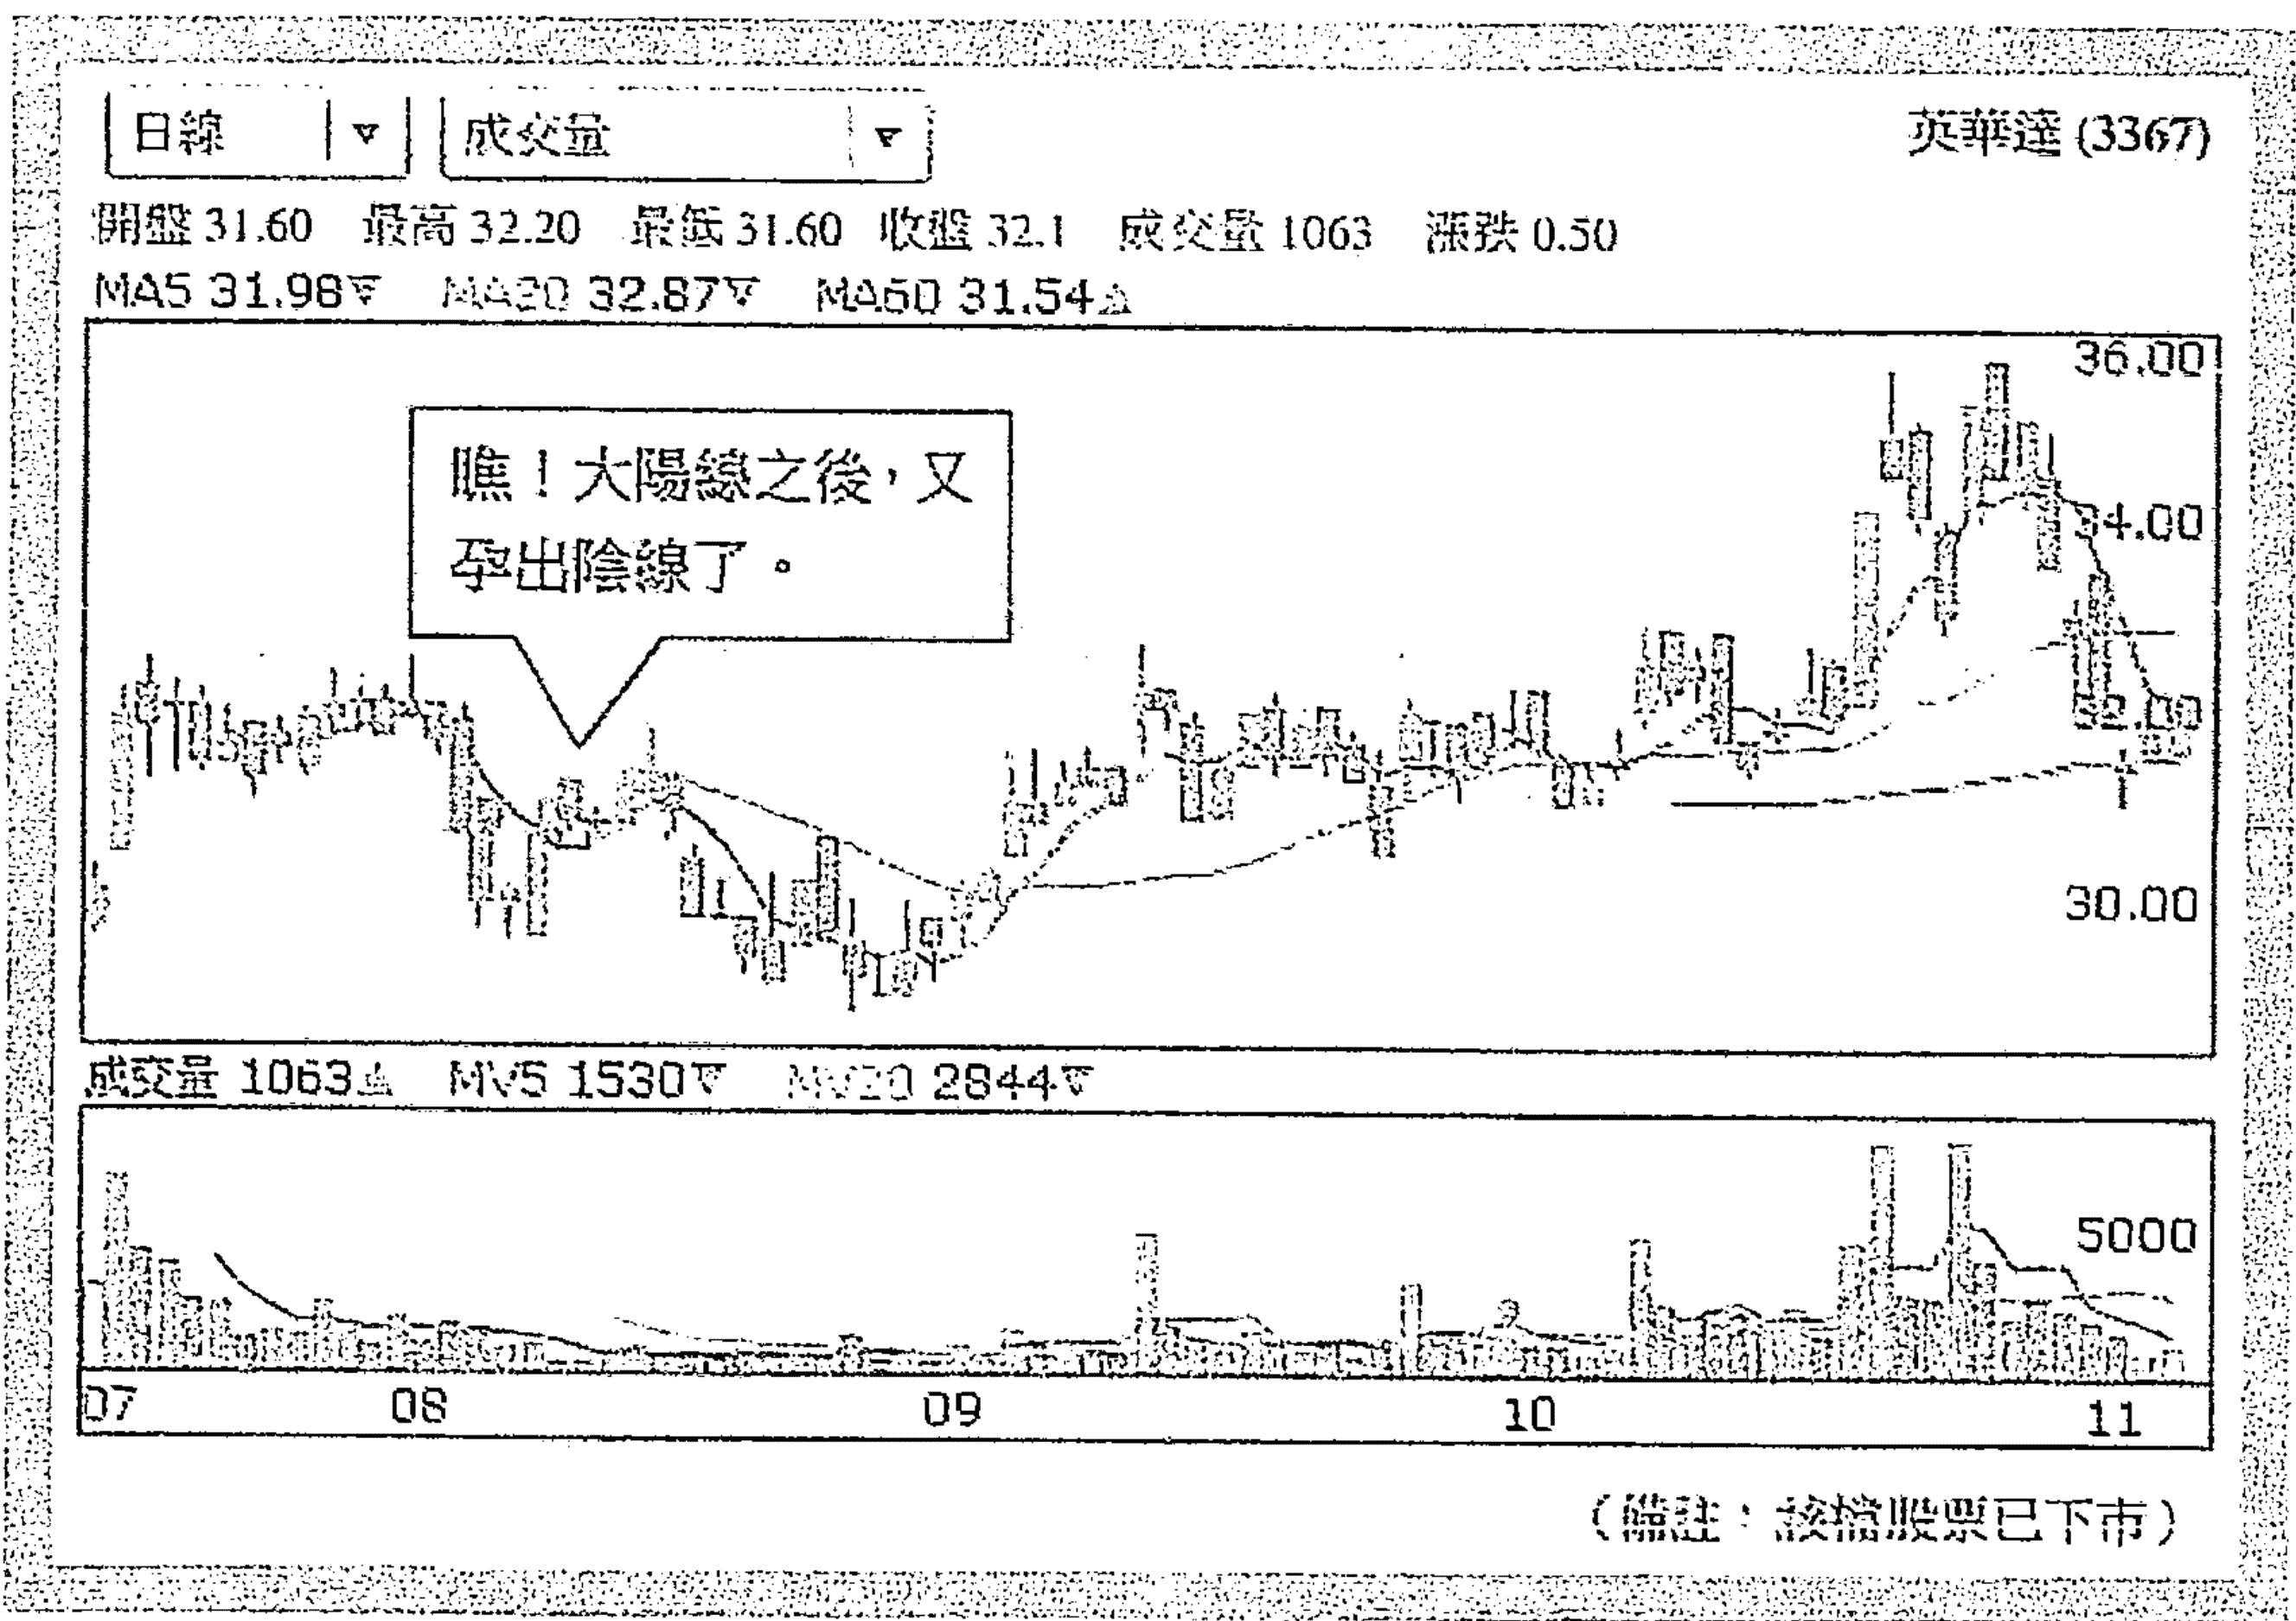 日線 成交量 英華達 (3367)
開盤 31.60 最高 32.20 最低 31.60 收盤 32.1 成交量 1063 漲跌 0.50
MA5 31.98▽ MA20 32.87▽ MA60 31.54△
36.00
瞧！大陽線之後，又
孕出陰線了。
34.00
30.00
成交量 1063△ MV5 1530▽ MV20 2844▽
5000
07 08 09 10 11
（備註：該檔股票已下市）